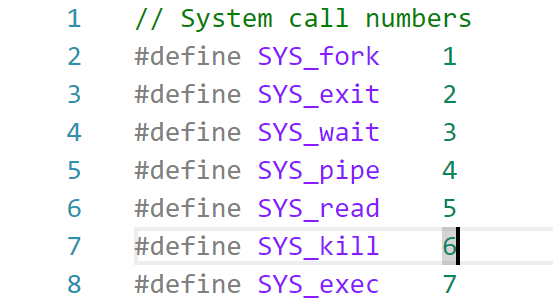 1 // System call numbers
2 #define SYS_fork 1
3 #define SYS_exit 2
4 #define SYS_wait 3
5 #define SYS_pipe 4
6 #define SYS_read 5
7 #define SYS_kill 6
8 #define SYS_exec 7